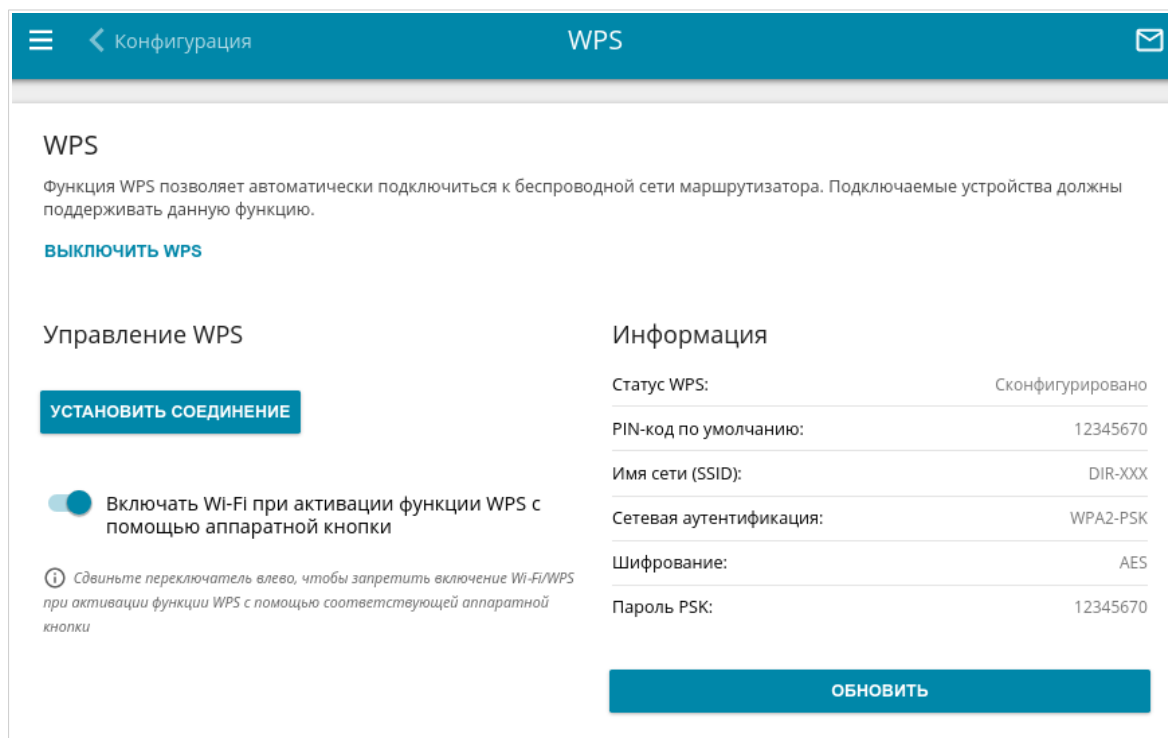 Конфигурация
WPS
WPS
Функция WPS позволяет автоматически подключиться к беспроводной сети маршрутизатора. Подключаемые устройства должны
поддерживать данную функцию.
ВЫКЛЮЧИТЬ WPS
Управление WPS
УСТАНОВИТЬ СОЕДИНЕНИЕ
Включать Wi-Fi при активации функции WPS с
помощью аппаратной кнопки
Сдвиньте переключатель влево, чтобы запретить включение Wi-Fi/WPS
при активации функции WPS с помощью соответствующей аппаратной
кнопки
Информация
Статус WPS: Сконфигурировано
PIN-код по умолчанию: 12345670
Имя сети (SSID): DIR-XXX
Сетевая аутентификация: WPA2-PSK
Шифрование: AES
Пароль PSK: 12345670
ОБНОВИТЬ